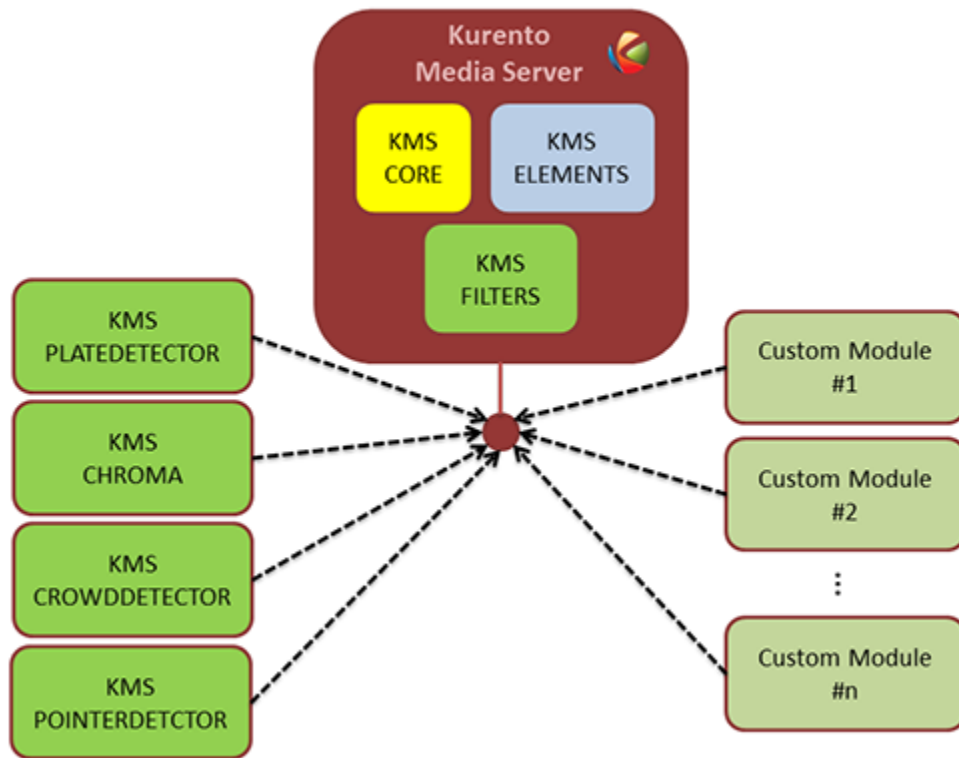 Kurento
Media Server
KMS
CORE
KMS
ELEMENTS
KMS
FILTERS
KMS
PLATEDETECTOR
KMS
CHROMA
KMS
CROWDDETECTOR
KMS
POINTERDETCTOR
Custom Module
#1
Custom Module
#2
...
Custom Module
#n